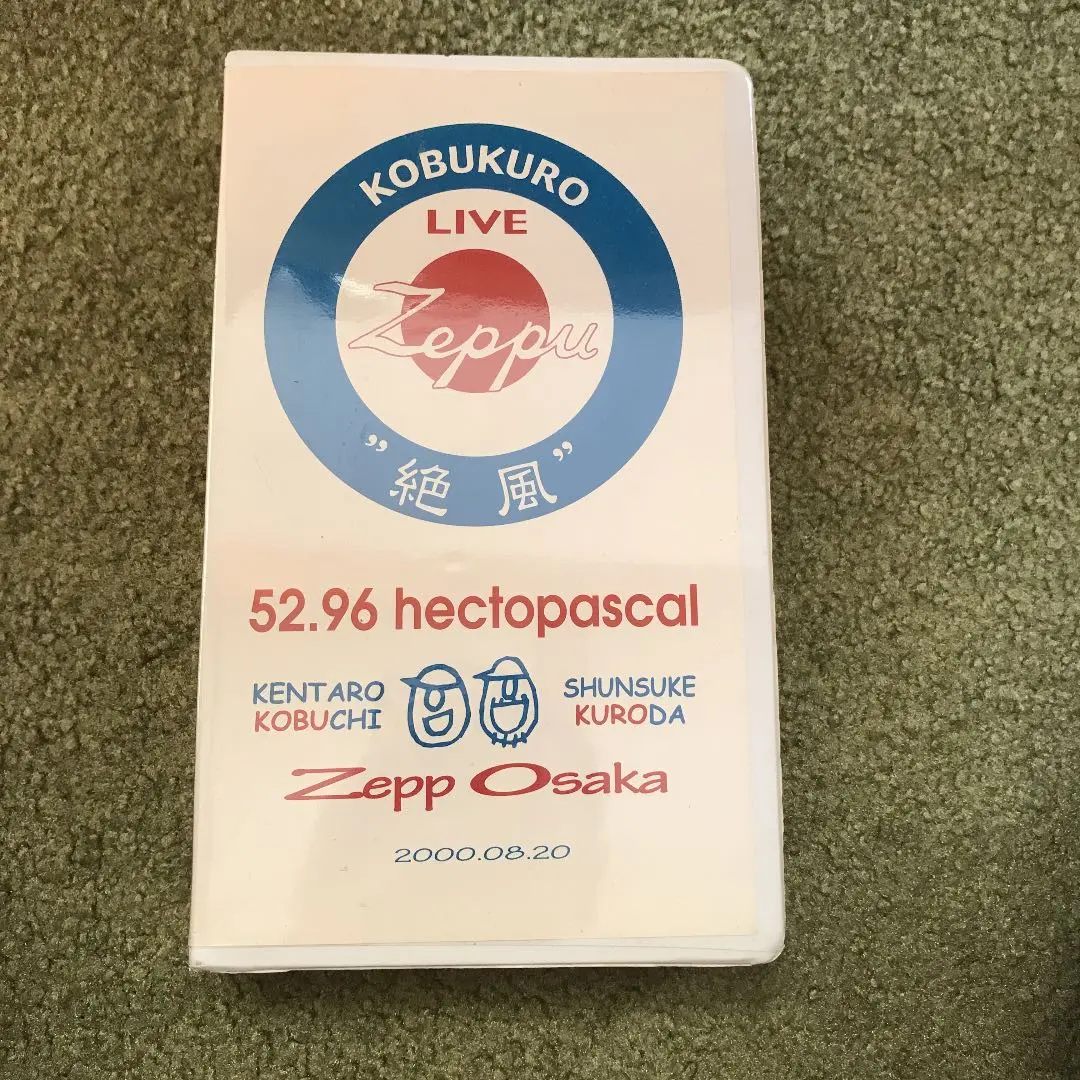 KOBUKURO
LIVE
Zeppu
”絶 風”
52.96 hectopascal
KENTARO
KOBUCHI
SHUNSUKE
KURODA
Zepp Osaka
2000.08.20